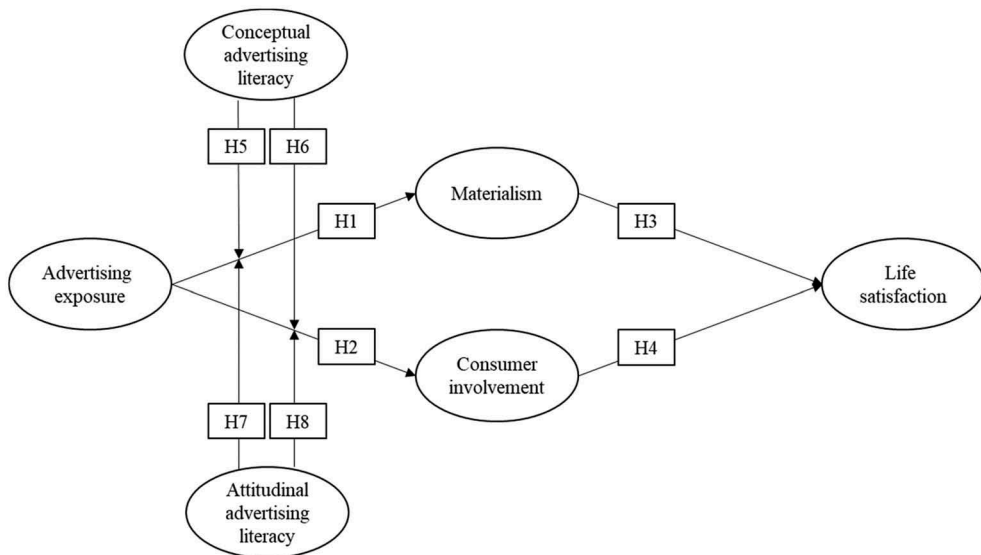 Conceptual
advertising
literacy
H5
H6
H1
Materialism
H3
Advertising
exposure
Life
satisfaction
H2
Consumer
involvement
H4
H7
H8
Attitudinal
advertising
literacy